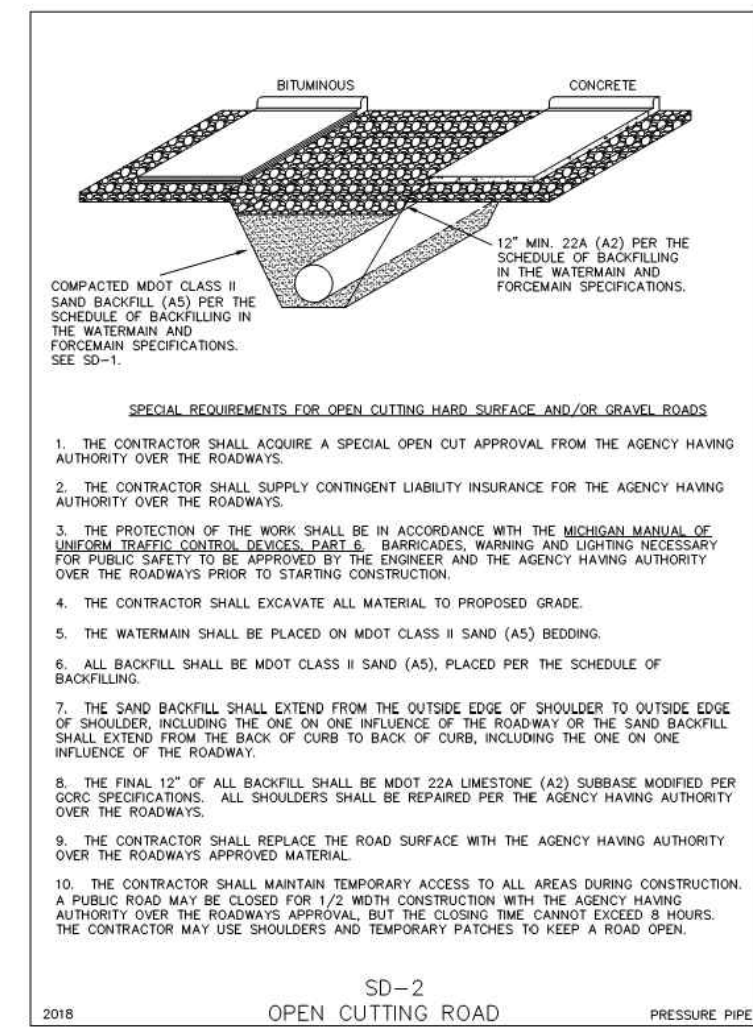 BITUMINOUS
CONCRETE
12" MIN. 22A (A2) PER THE
SCHEDULE OF BACKFILLING
IN THE WATERMAIN AND
FORCEMAIN SPECIFICATIONS.
COMPACTED MDOT CLASS II
SAND BACKFILL (A5) PER THE
SCHEDULE OF BACKFILLING IN
THE WATERMAIN AND
FORCEMAIN SPECIFICATIONS.
SEE SD-1.
SPECIAL REQUIREMENTS FOR OPEN CUTTING HARD SURFACE AND/OR GRAVEL ROADS
1. THE CONTRACTOR SHALL ACQUIRE A SPECIAL OPEN CUT APPROVAL FROM THE AGENCY HAVING
AUTHORITY OVER THE ROADWAYS.
2. THE CONTRACTOR SHALL SUPPLY CONTINGENT LIABILITY INSURANCE FOR THE AGENCY HAVING
AUTHORITY OVER THE ROADWAYS.
3. THE PROTECTION OF THE WORK SHALL BE IN ACCORDANCE WITH THE MICHIGAN MANUAL OF
UNIFORM TRAFFIC CONTROL DEVICES, PART 6. BARRICADES, WARNING AND LIGHTING NECESSARY
FOR PUBLIC SAFETY TO BE APPROVED BY THE ENGINEER AND THE AGENCY HAVING AUTHORITY
OVER THE ROADWAYS PRIOR TO STARTING CONSTRUCTION.
4. THE CONTRACTOR SHALL EXCAVATE ALL MATERIAL TO PROPOSED GRADE.
5. THE WATERMAIN SHALL BE PLACED ON MDOT CLASS II SAND (A5) BEDDING.
6. ALL BACKFILL SHALL BE MDOT CLASS II SAND (A5), PLACED PER THE SCHEDULE OF
BACKFILLING.
7. THE SAND BACKFILL SHALL EXTEND FROM THE OUTSIDE EDGE OF SHOULDER TO OUTSIDE EDGE
OF SHOULDER, INCLUDING THE ONE ON ONE INFLUENCE OF THE ROADWAY OR THE SAND BACKFILL
SHALL EXTEND FROM THE BACK OF CURB TO BACK OF CURB, INCLUDING THE ONE ON ONE
INFLUENCE OF THE ROADWAY.
8. THE FINAL 12" OF ALL BACKFILL SHALL BE MDOT 22A LIMESTONE (A2) SUBBASE MODIFIED PER
GCRC SPECIFICATIONS. ALL SHOULDERS SHALL BE REPAIRED PER THE AGENCY HAVING AUTHORITY
OVER THE ROADWAYS.
9. THE CONTRACTOR SHALL REPLACE THE ROAD SURFACE WITH THE AGENCY HAVING AUTHORITY
OVER THE ROADWAYS APPROVED MATERIAL.
10. THE CONTRACTOR SHALL MAINTAIN TEMPORARY ACCESS TO ALL AREAS DURING CONSTRUCTION.
A PUBLIC ROAD MAY BE CLOSED FOR 1/2 WIDTH CONSTRUCTION WITH THE AGENCY HAVING
AUTHORITY OVER THE ROADWAYS APPROVAL, BUT THE CLOSING TIME CANNOT EXCEED 8 HOURS.
THE CONTRACTOR MAY USE SHOULDERS AND TEMPORARY PATCHES TO KEEP A ROAD OPEN.
SD-2
2018 OPEN CUTTING ROAD PRESSURE PIPE